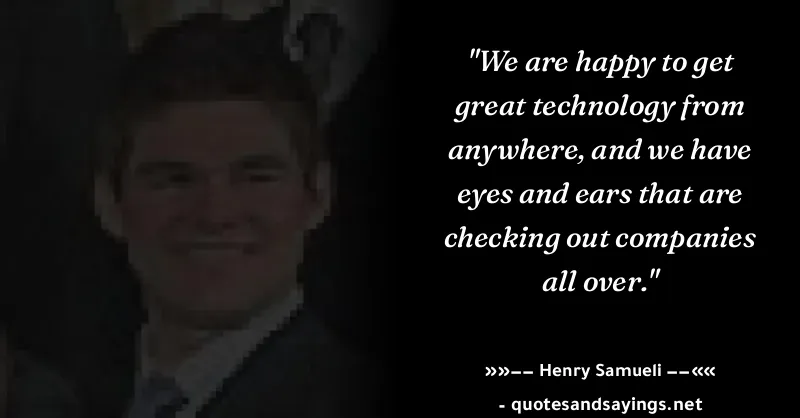 "We are happy to get
great technology from
anywhere, and we have
eyes and ears that are
checking out companies
all over."
»»−− Henry Samueli −−««
- quotesandsayings.net